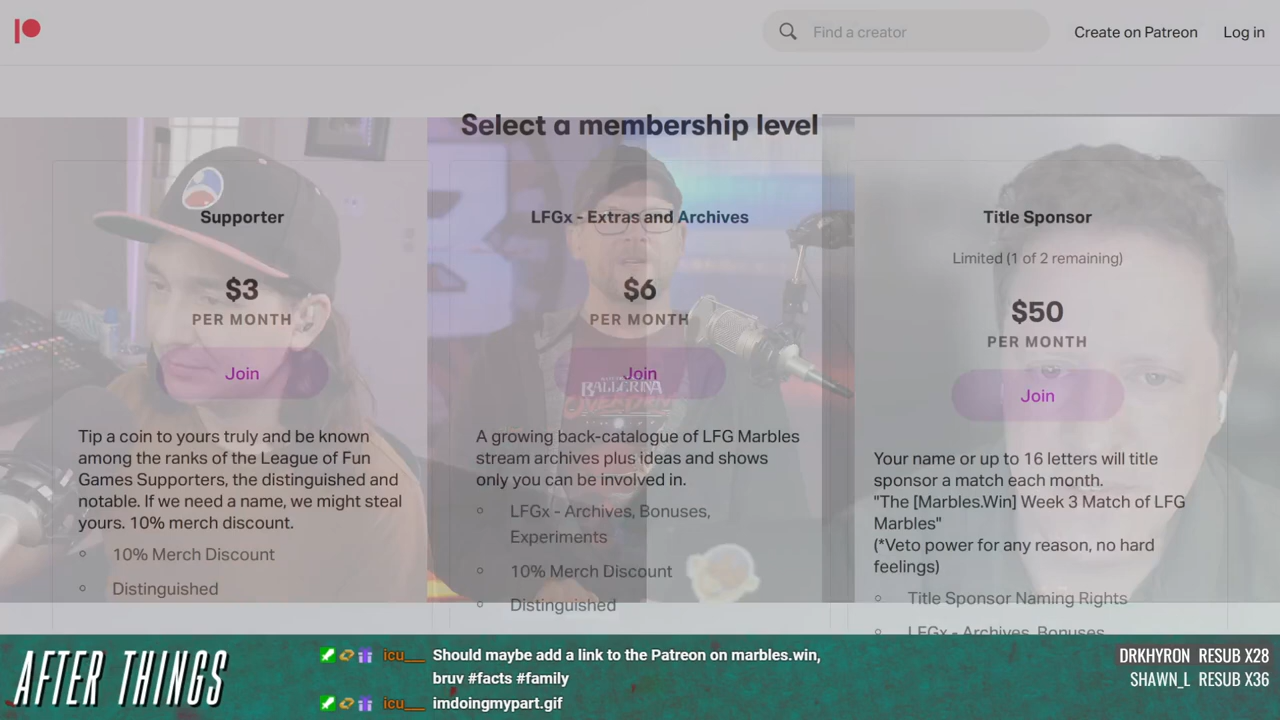 Find a creator
Create on Patreon
Log in
Select a membership level
Supporter
$3
PER MONTH
Join
Tip a coin to yours truly and be known
among the ranks of the League of Fun
Games Supporters, the distinguished and
notable. If we need a name, we might steal
yours. 10% merch discount.
10% Merch Discount
Distinguished
LFGx - Extras and Archives
$6
PER MONTH
Join
A growing back-catalogue of LFG Marbles
stream archives plus ideas and shows
only you can be involved in.
LFGx - Archives, Bonuses,
Experiments
10% Merch Discount
Distinguished
Title Sponsor
Limited (1 of 2 remaining)
$50
PER MONTH
Join
Your name or up to 16 letters will title
sponsor a match each month.
"The [Marbles.Win] Week 3 Match of LFG
Marbles"
(*Veto power for any reason, no hard
feelings)
Title Sponsor Naming Rights
LFGx - Archives, Bonuses
BALLERINA
OVERDRIVE
AFTER THINGS
icu__ Should maybe add a link to the Patreon on marbles.win,
bruv #facts #family
icu__ imdoingmypart.gif
DRKHYRON RESUB X28
SHAWN_L RESUB X36